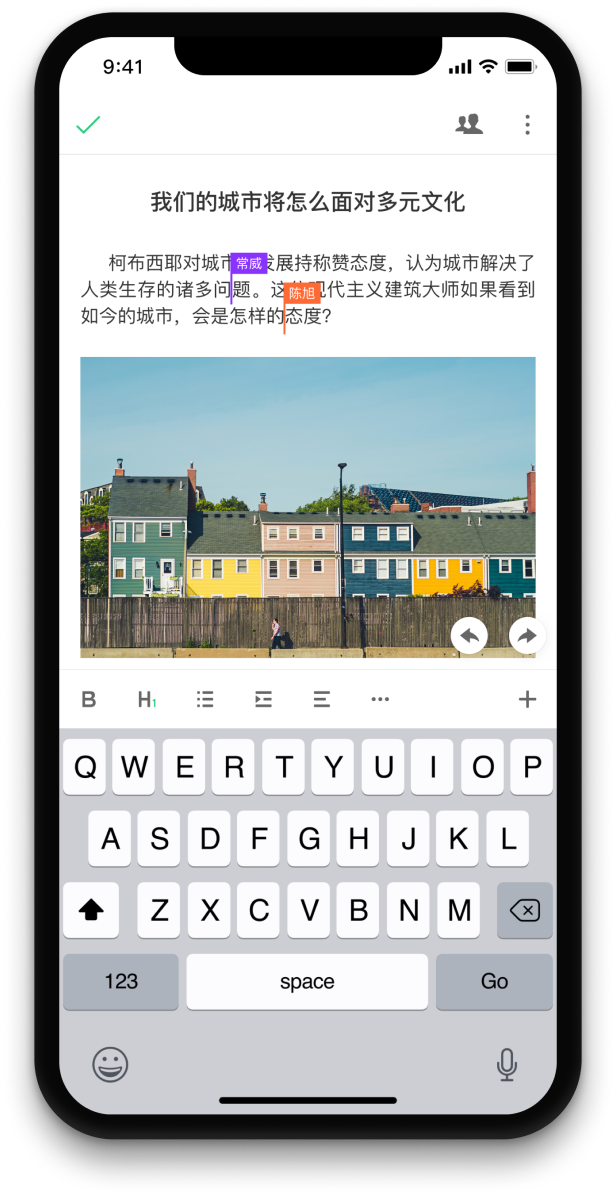 9:41
我们的城市将怎么面对多元文化
柯布西耶对城市 常威 发展持称赞态度，认为城市解决了
人类生存的诸多问题。这 陈旭 现代主义建筑大师如果看到
如今的城市，会是怎样的态度？
B H1
Q W E R T Y U I O P
A S D F G H J K L
Z X C V B N M
123 space Go